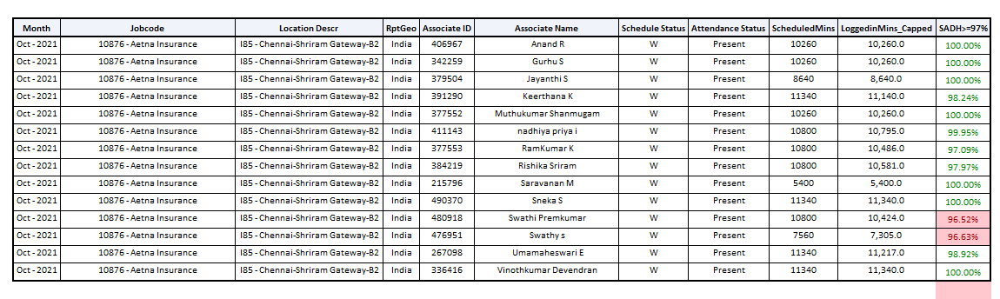 Month Jobcode Location Descr RptGeo Associate ID Associate Name Schedule Status Attendance Status ScheduledMins LoggedinMins_Capped SADH>=97%
Oct - 2021 10876 - Aetna Insurance I85 - Chennai-Shriram Gateway-B2 India 406967 Anand R W Present 10260 10,260.0 100.00%
Oct - 2021 10876 - Aetna Insurance I85 - Chennai-Shriram Gateway-B2 India 342259 Gurhu S W Present 10260 10,260.0 100.00%
Oct - 2021 10876 - Aetna Insurance I85 - Chennai-Shriram Gateway-B2 India 379504 Jayanthi S W Present 8640 8,640.0 100.00%
Oct - 2021 10876 - Aetna Insurance I85 - Chennai-Shriram Gateway-B2 India 391290 Keerthana K W Present 11340 11,140.0 98.24%
Oct - 2021 10876 - Aetna Insurance I85 - Chennai-Shriram Gateway-B2 India 377552 Muthukumar Shanmugam W Present 10260 10,260.0 100.00%
Oct - 2021 10876 - Aetna Insurance I85 - Chennai-Shriram Gateway-B2 India 411143 nadhiya priya i W Present 10800 10,795.0 99.95%
Oct - 2021 10876 - Aetna Insurance I85 - Chennai-Shriram Gateway-B2 India 377553 RamKumar K W Present 10800 10,486.0 97.09%
Oct - 2021 10876 - Aetna Insurance I85 - Chennai-Shriram Gateway-B2 India 384219 Rishika Sriram W Present 10800 10,581.0 97.97%
Oct - 2021 10876 - Aetna Insurance I85 - Chennai-Shriram Gateway-B2 India 215796 Saravanan M W Present 5400 5,400.0 100.00%
Oct - 2021 10876 - Aetna Insurance I85 - Chennai-Shriram Gateway-B2 India 490370 Sneka S W Present 11340 11,340.0 100.00%
Oct - 2021 10876 - Aetna Insurance I85 - Chennai-Shriram Gateway-B2 India 480918 Swathi Premkumar W Present 10800 10,424.0 96.52%
Oct - 2021 10876 - Aetna Insurance I85 - Chennai-Shriram Gateway-B2 India 476951 Swathy s W Present 7560 7,305.0 96.63%
Oct - 2021 10876 - Aetna Insurance I85 - Chennai-Shriram Gateway-B2 India 267098 Umamaheswari E W Present 11340 11,217.0 98.92%
Oct - 2021 10876 - Aetna Insurance I85 - Chennai-Shriram Gateway-B2 India 336416 Vinothkumar Devendran W Present 11340 11,340.0 100.00%